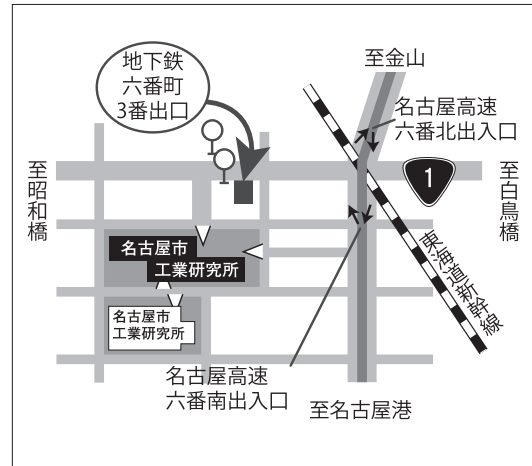 地下鉄
六番町
3番出口
至金山
名古屋高速
六番北出入口
至昭和橋
1
至白鳥橋
名古屋市
工業研究所
東海道新幹線
名古屋市
工業研究所
名古屋高速
六番南出入口
至名古屋港